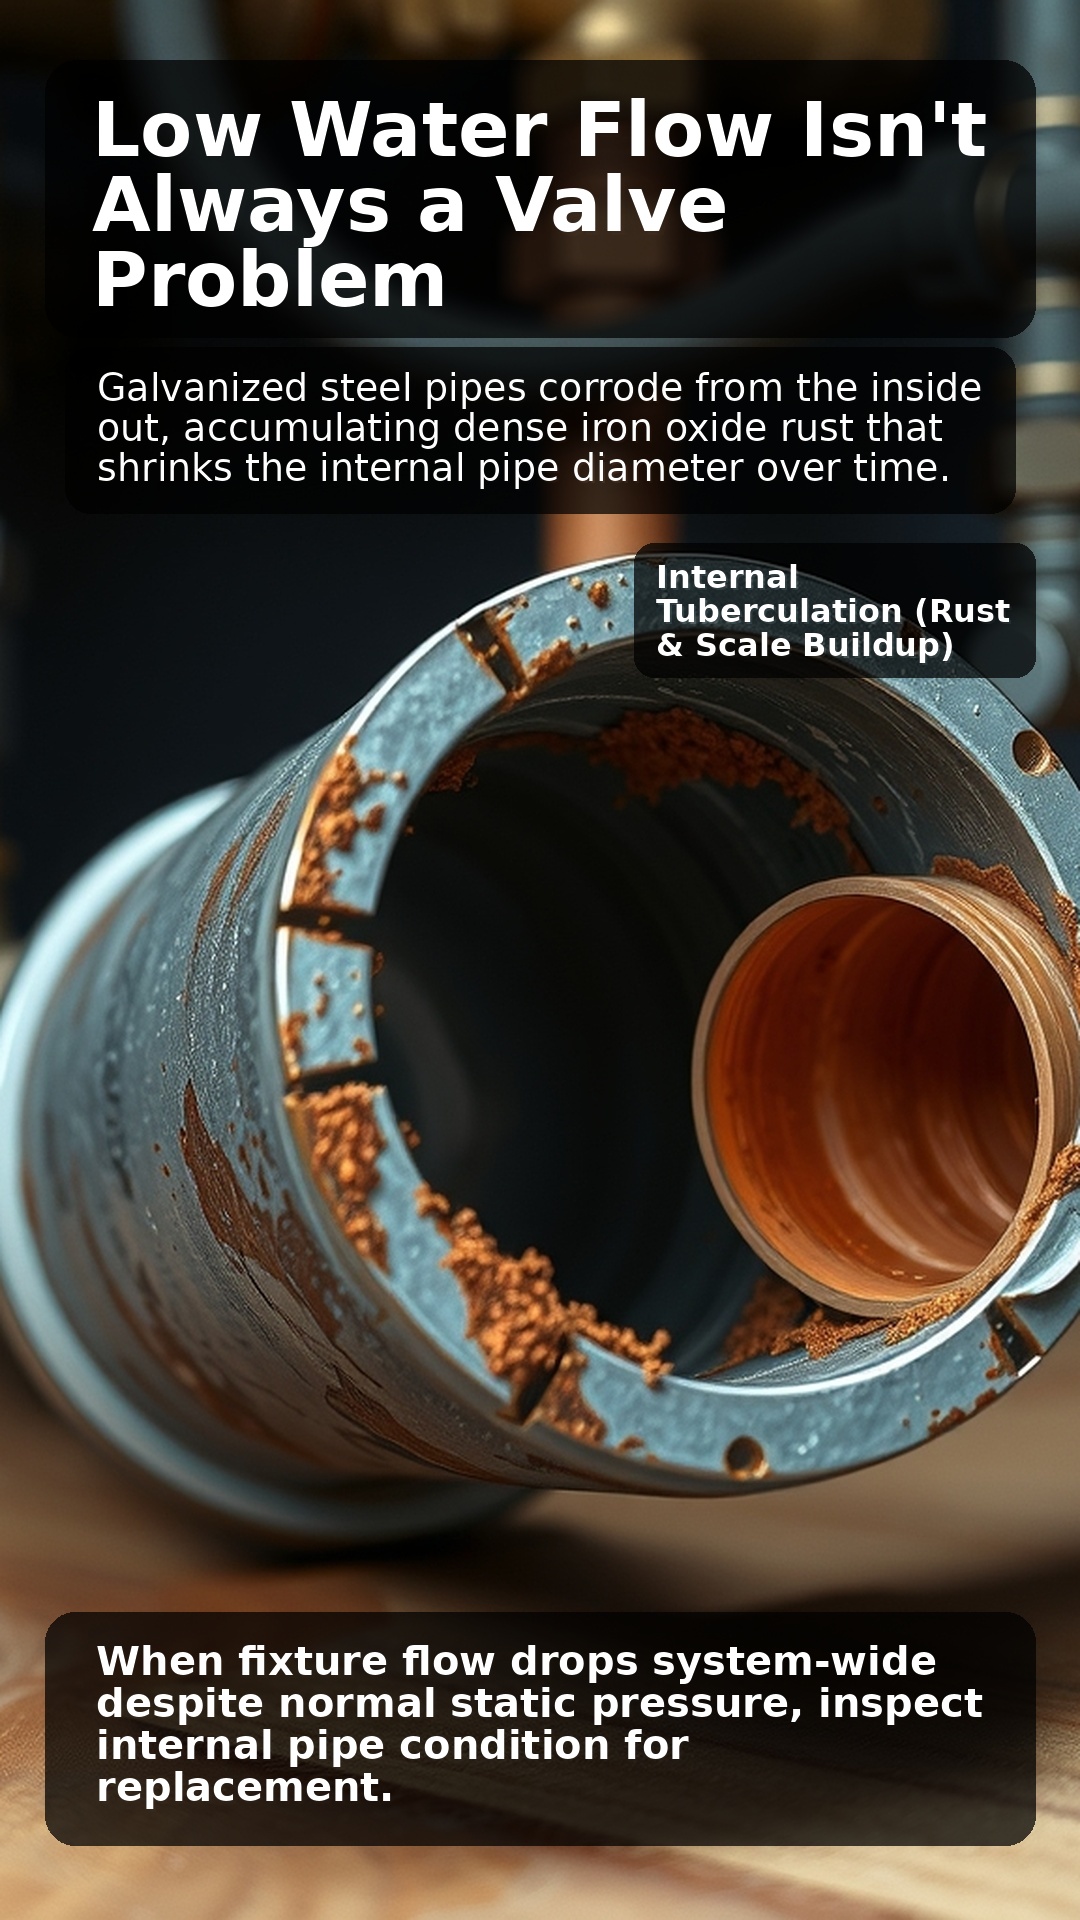 Low Water Flow Isn't
Always a Valve
Problem
Galvanized steel pipes corrode from the inside
out, accumulating dense iron oxide rust that
shrinks the internal pipe diameter over time.
Internal
Tuberculation (Rust
& Scale Buildup)
When fixture flow drops system-wide
despite normal static pressure, inspect
internal pipe condition for
replacement.